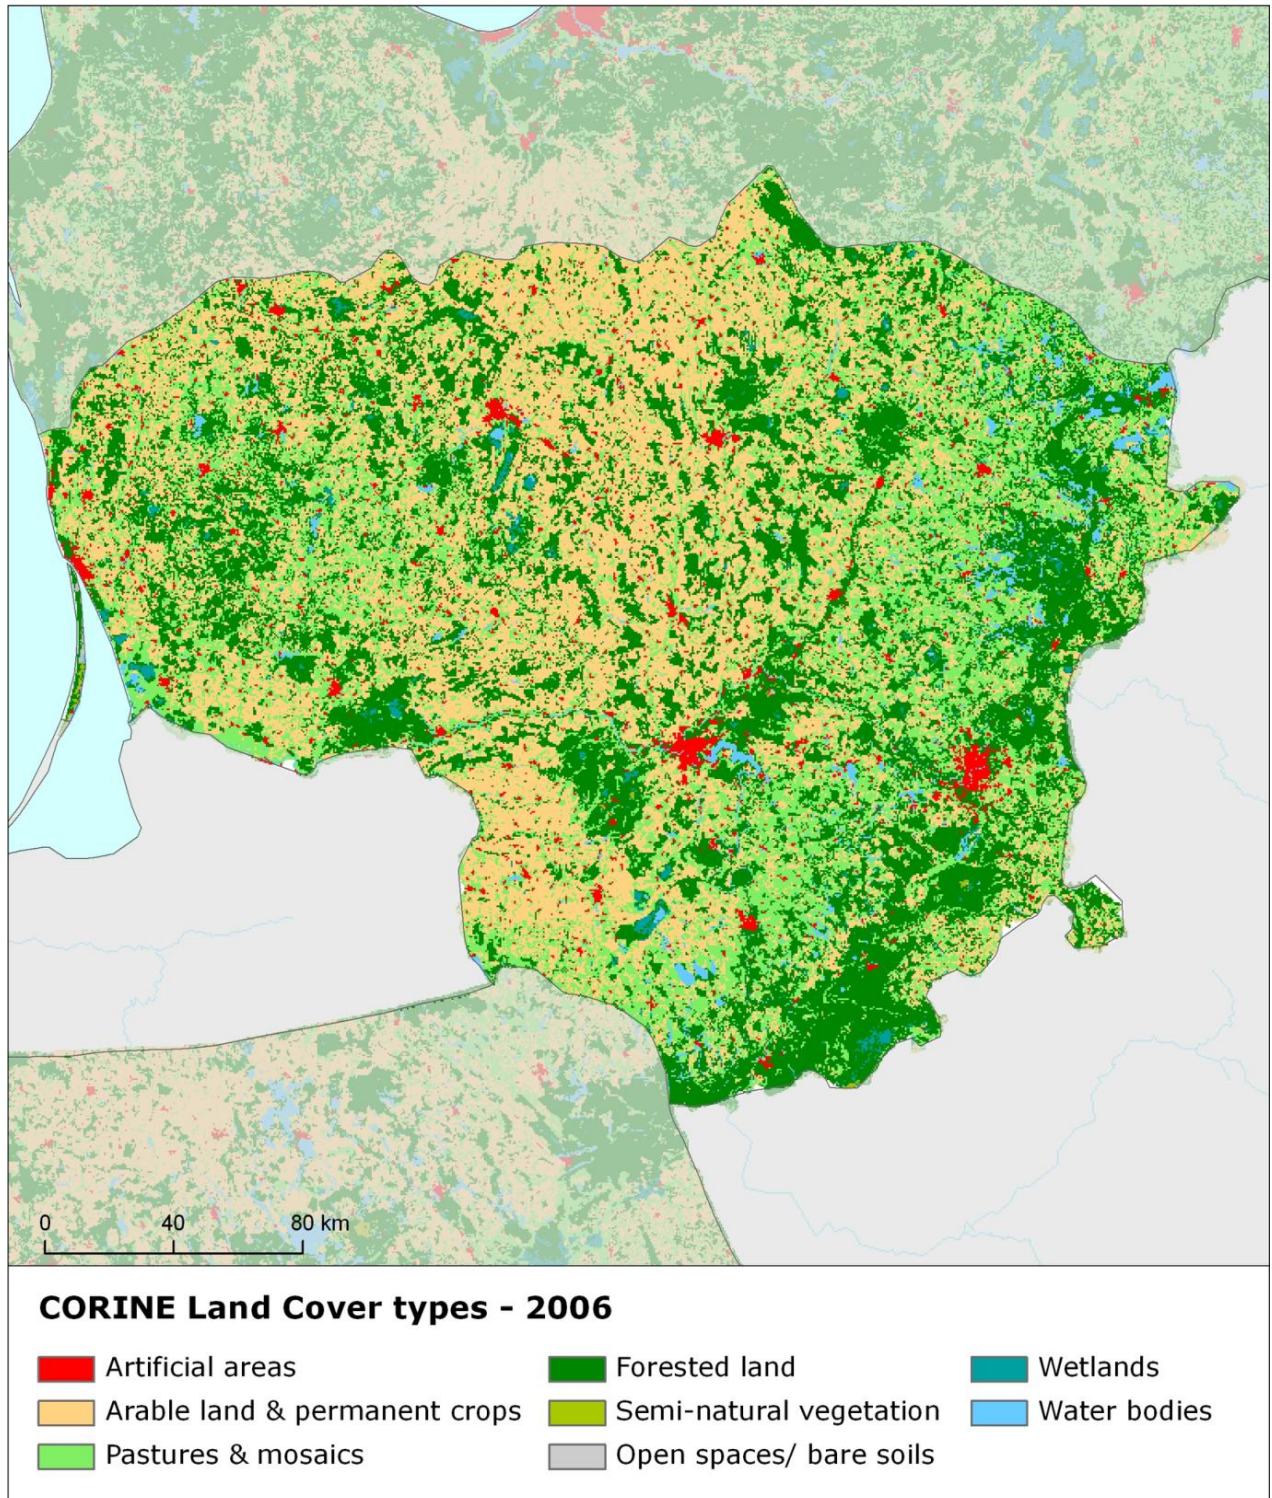 0 40 80 km
CORINE Land Cover types - 2006
Artificial areas
Forested land
Wetlands
Arable land & permanent crops
Semi-natural vegetation
Water bodies
Pastures & mosaics
Open spaces/ bare soils